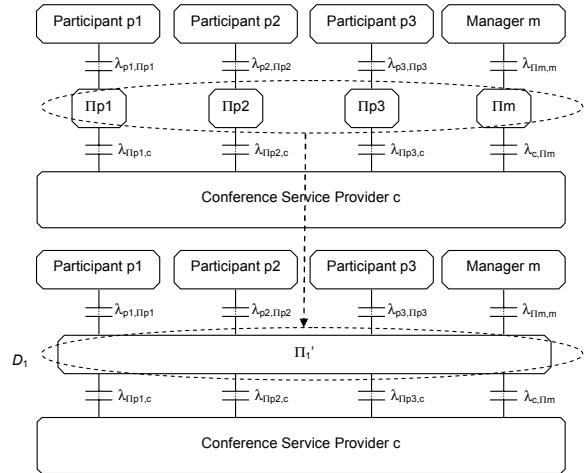 Participant p1 Participant p2 Participant p3 Manager m
λp1,Πp1 λp2,Πp2 λp3,Πp3 λΠm,m
Πp1 Πp2 Πp3 Πm
λΠp1,c λΠp2,c λΠp3,c λc,Πm
Conference Service Provider c
Participant p1 Participant p2 Participant p3 Manager m
λp1,Πp1 λp2,Πp2 λp3,Πp3 λΠm,m
D1 Π1'
λΠp1,c λΠp2,c λΠp3,c λc,Πm
Conference Service Provider c